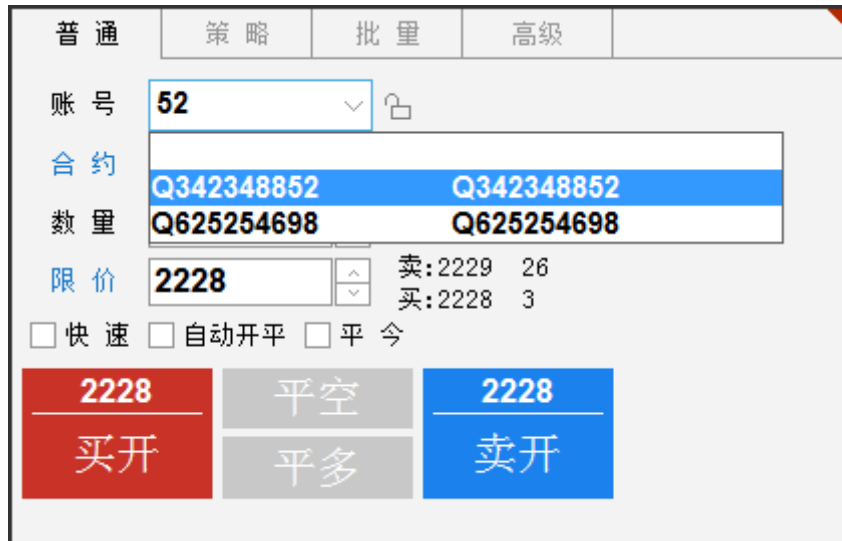 普 通 策 略 批 量 高级
账 号 52
合 约
Q342348852 Q342348852
数 量 Q625254698 Q625254698
限 价 2228 卖:2229 26
买:2228 3
快 速 自动开平 平 今
2228 平空 2228
买开 平多 卖开